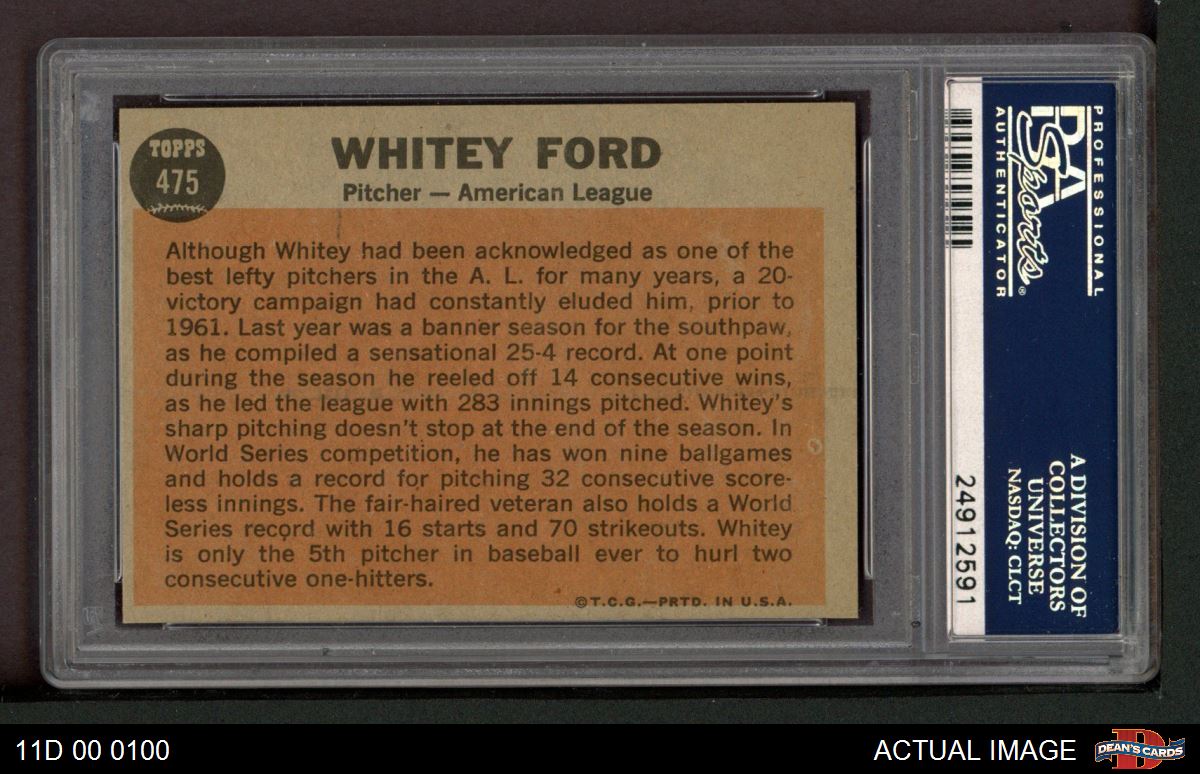 TOPPS
475
WHITEY FORD
Pitcher — American League
Although Whitey had been acknowledged as one of the
best lefty pitchers in the A. L. for many years, a 20-
victory campaign had constantly eluded him, prior to
1961. Last year was a banner season for the southpaw,
as he compiled a sensational 25-4 record. At one point
during the season he reeled off 14 consecutive wins,
as he led the league with 283 innings pitched. Whitey's
sharp pitching doesn't stop at the end of the season. In
World Series competition, he has won nine ballgames
and holds a record for pitching 32 consecutive score-
less innings. The fair-haired veteran also holds a World
Series record with 16 starts and 70 strikeouts. Whitey
is only the 5th pitcher in baseball ever to hurl two
consecutive one-hitters.
©T.C.G.—PRTD. IN U.S.A.
PROFESSIONAL
PSA
Sports®
AUTHENTICATOR
A DIVISION OF
COLLECTORS
UNIVERSE
NASDAQ: CLCT
24912591
11D 00 0100
ACTUAL IMAGE
DEAN'S CARDS